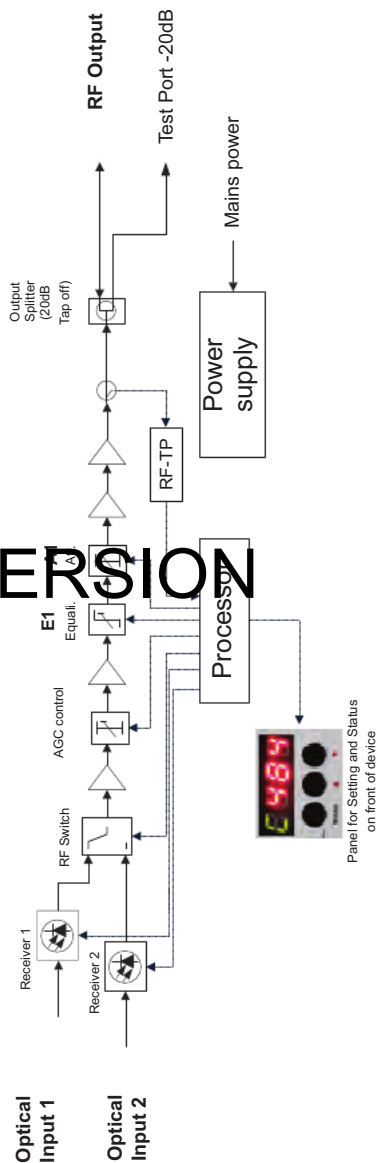 Optical
Input 1
Optical
Input 2
Receiver 1
Receiver 2
RF Switch
AGC control
E1
Equali.
Output
Splitter
(20dB
Tap off)
RF Output
Test Port -20dB
RF-TP
Processor
Power
supply
Mains power
ERSION
Panel for Setting and Status
on front of device